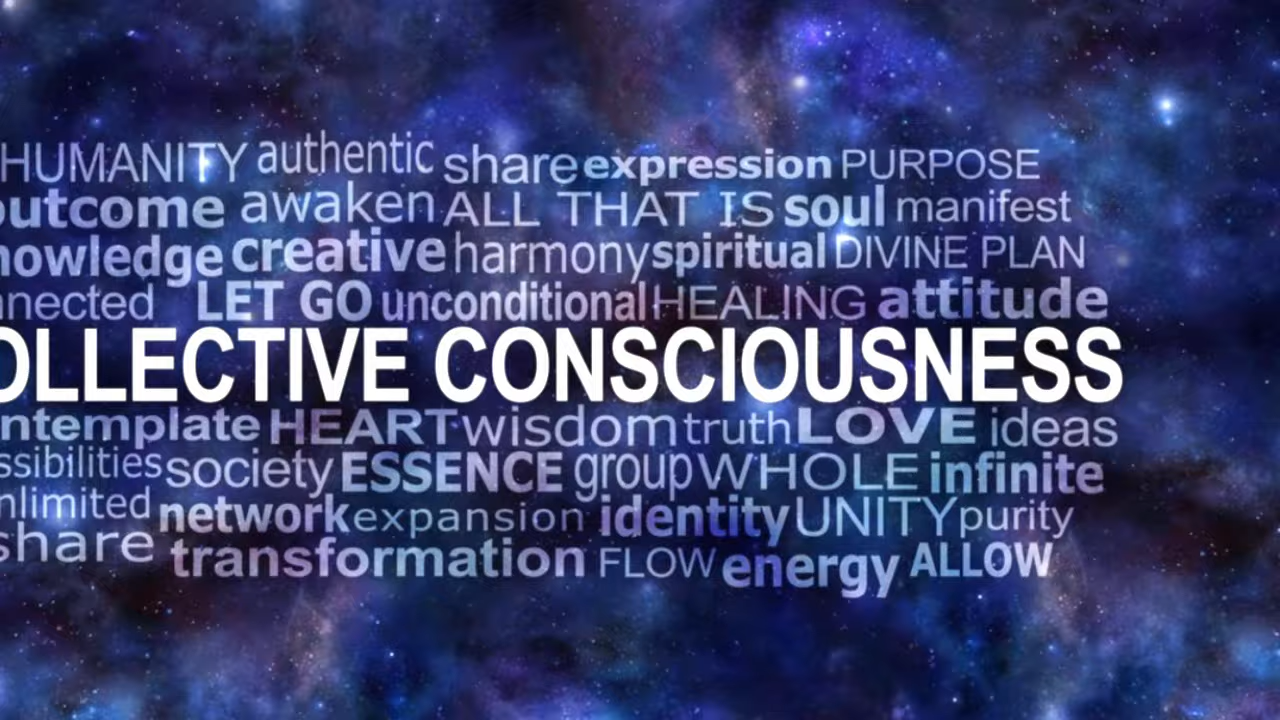 HUMANITY authentic share expression PURPOSE
outcome awaken ALL THAT IS soul manifest
nowledge creative harmony spiritual DIVINE PLAN
nnected LET GO unconditional HEALING attitude
OLLECTIVE CONSCIOUSNESS
ntemplate HEART wisdom truth LOVE ideas
ssibilities society ESSENCE group WHOLE infinite
nlimited network expansion identity UNITY purity
share transformation FLOW energy ALLOW